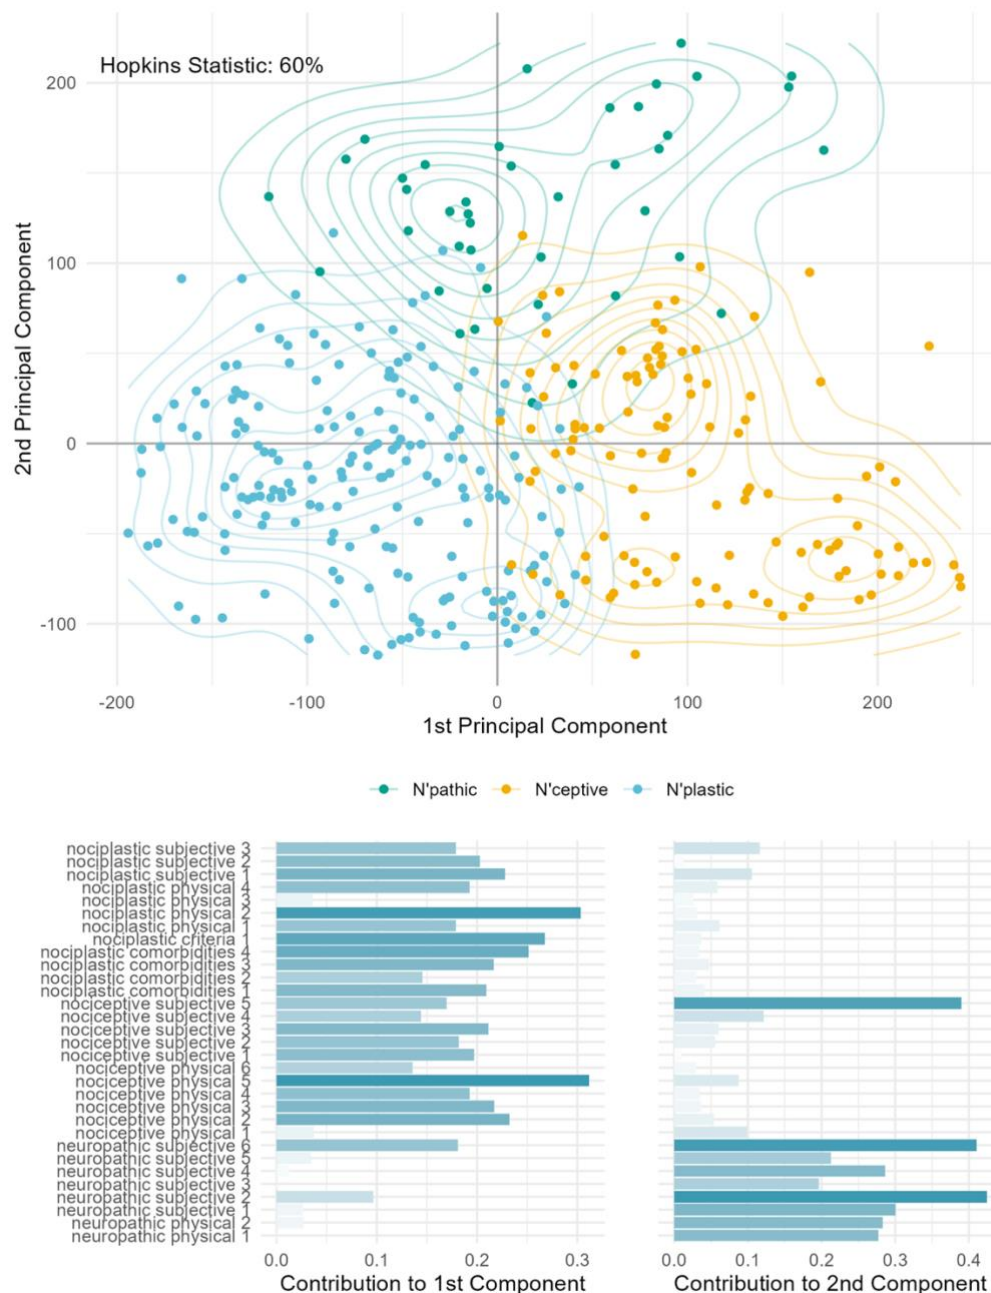 Hopkins Statistic: 60%
200
100
0
-100
2nd Principal Component
-200 -100 0 100 200
1st Principal Component
N'pathic N'ceptive N'plastic
nociplastic subjective 3
nociplastic subjective 2
nociplastic subjective 1
nociplastic physical 4
nociplastic physical 3
nociplastic physical 2
nociplastic physical 1
nociplastic criteria 1
nociplastic comorbidities 4
nociplastic comorbidities 3
nociplastic comorbidities 2
nociplastic comorbidities 1
nociceptive subjective 5
nociceptive subjective 4
nociceptive subjective 3
nociceptive subjective 2
nociceptive subjective 1
nociceptive physical 6
nociceptive physical 5
nociceptive physical 4
nociceptive physical 3
nociceptive physical 2
nociceptive physical 1
neuropathic subjective 6
neuropathic subjective 5
neuropathic subjective 4
neuropathic subjective 3
neuropathic subjective 2
neuropathic subjective 1
neuropathic physical 2
neuropathic physical 1
0.0 0.1 0.2 0.3
Contribution to 1st Component
0.0 0.1 0.2 0.3 0.4
Contribution to 2nd Component